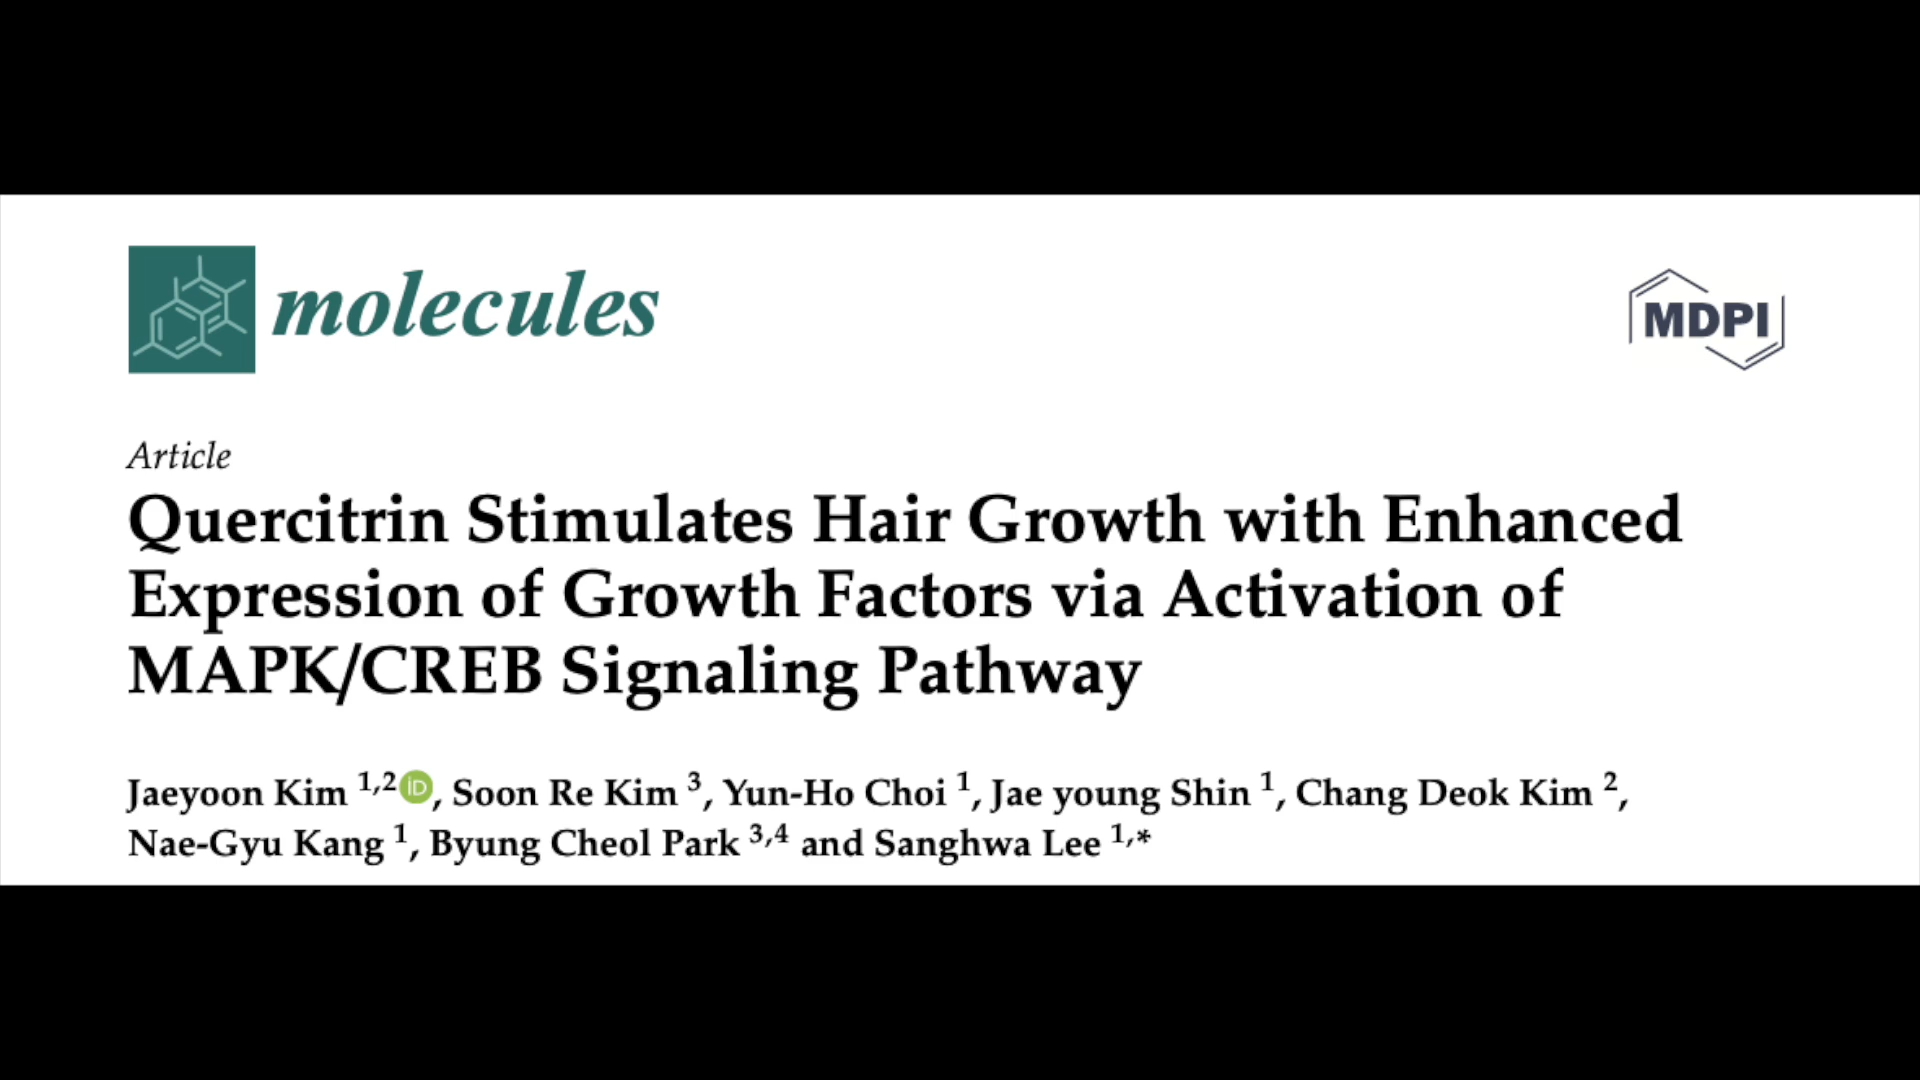 molecules
MDPI
Article
Quercitrin Stimulates Hair Growth with Enhanced
Expression of Growth Factors via Activation of
MAPK/CREB Signaling Pathway
Jaeyoon Kim 1,2 iD, Soon Re Kim 3, Yun-Ho Choi 1, Jae young Shin 1, Chang Deok Kim 2,
Nae-Gyu Kang 1, Byung Cheol Park 3,4 and Sanghwa Lee 1,*